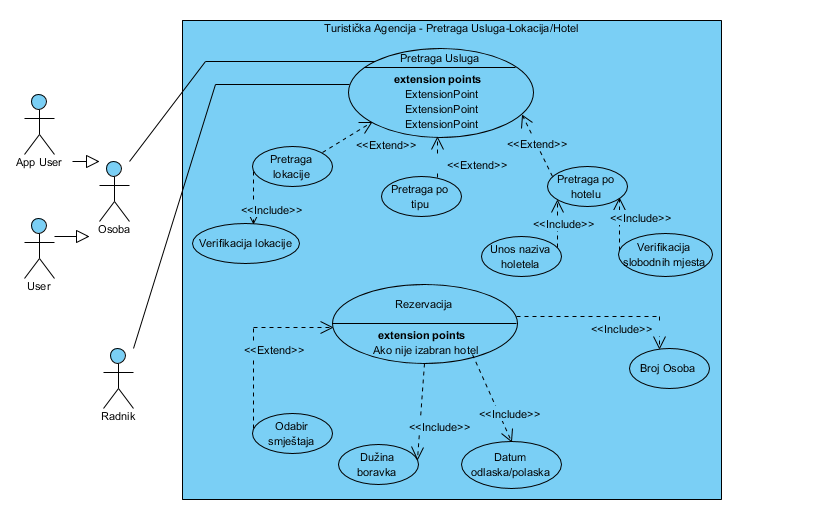 Turistička Agencija - Pretraga Usluga-Lokacija/Hotel
Pretraga Usluga
extension points
ExtensionPoint
ExtensionPoint
ExtensionPoint
<<Extend>>
<<Extend>>
<<Extend>>
App User
Osoba
User
Radnik
Pretraga
lokacije
Pretraga po
tipu
Pretraga po
hotelu
<<Include>>
<<Include>>
<<Include>>
Verifikacija lokacije
Unos naziva
holetela
Verifikacija
slobodnih mjesta
Rezervacija
extension points
Ako nije izabran hotel
<<Include>>
<<Extend>>
Broj Osoba
<<Include>>
<<Include>>
Odabir
smještaja
Dužina
boravka
Datum
odlaska/polaska